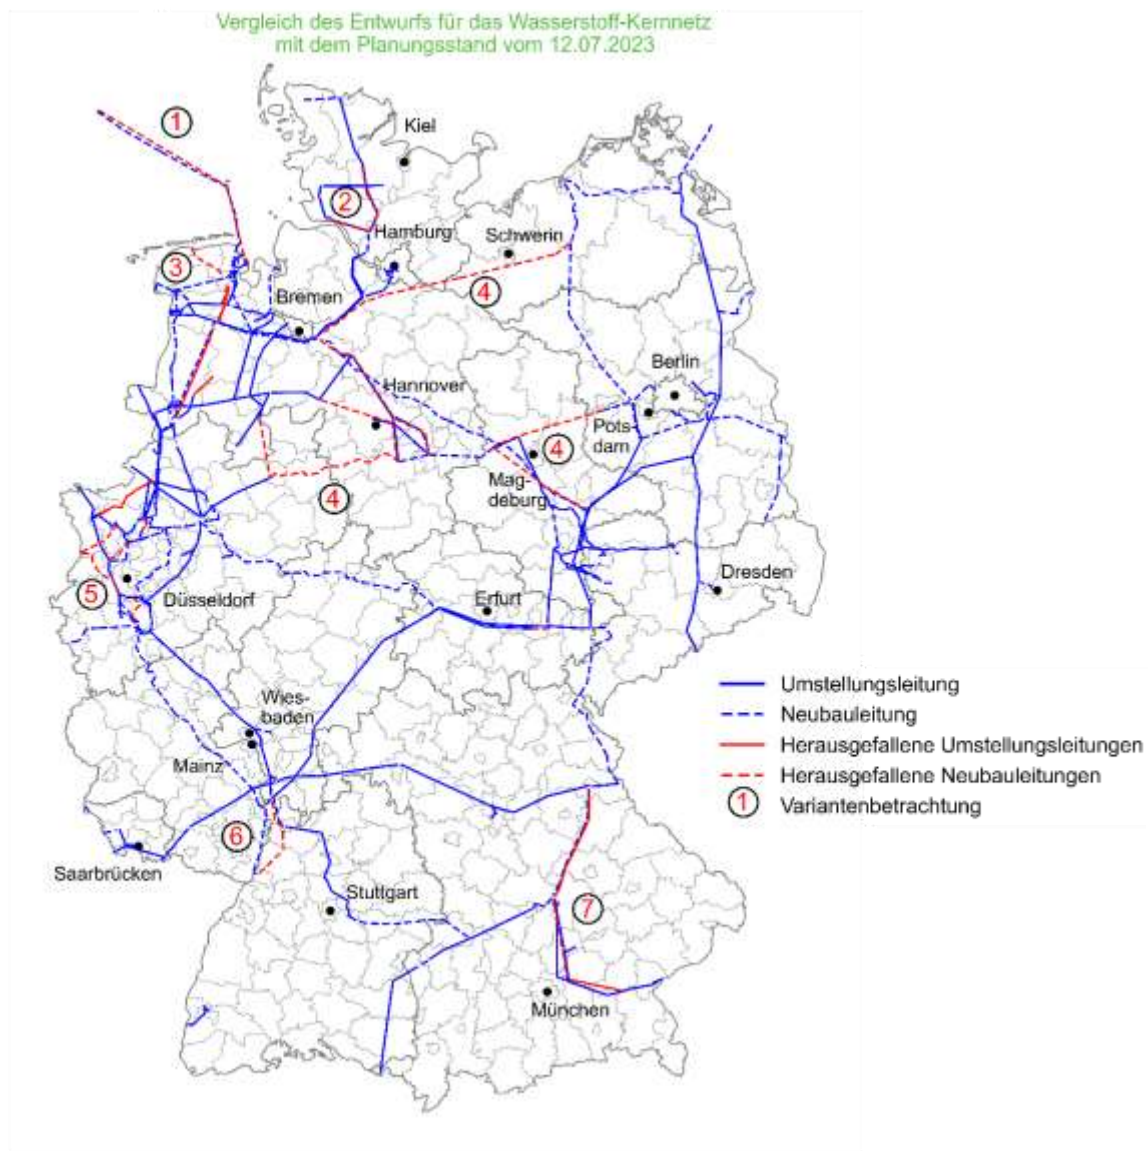 Vergleich des Entwurfs für das Wasserstoff-Kernnetz
mit dem Planungsstand vom 12.07.2023
1
Kiel
2
Hamburg
Schwerin
3
4
Bremen
Berlin
Hannover
Pots-
dam
4
Mag-
deburg
4
Dresden
5
Düsseldorf
Erfurt
Umstellungsleitung
Neubauleitung
Herausgefallene Umstellungsleitungen
Herausgefallene Neubauleitungen
1 Variantenbetrachtung
Wies-
baden
Mainz
6
Saarbrücken
Stuttgart
7
München